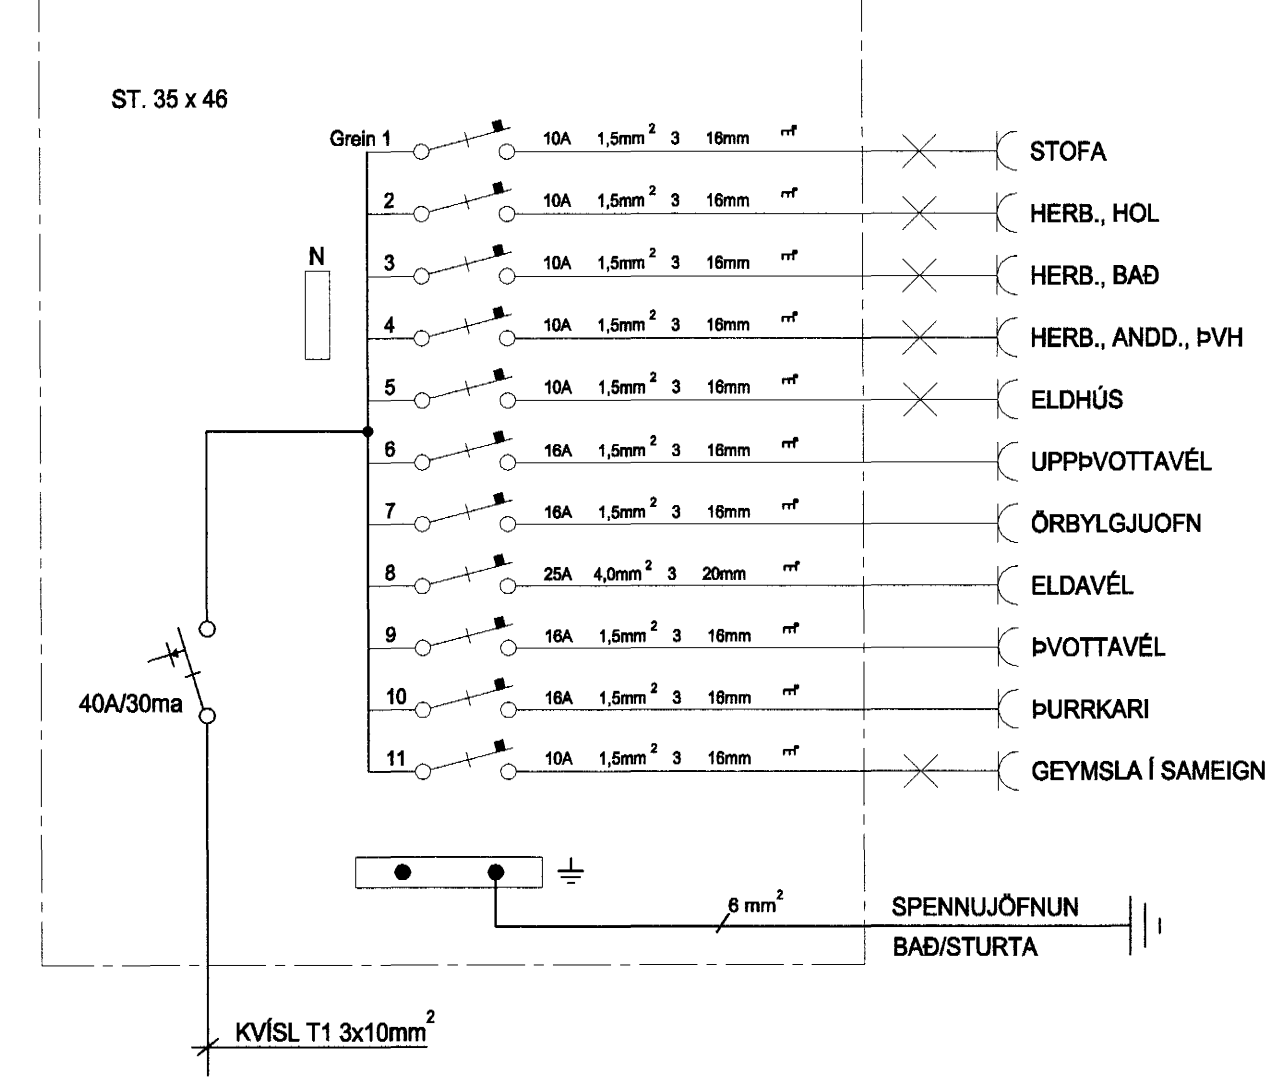 ST. 35 x 46
Grein 1 10A 1,5mm² 3 16mm STOFA
2 10A 1,5mm² 3 16mm HERB., HOL
3 10A 1,5mm² 3 16mm HERB., BAÐ
N
4 10A 1,5mm² 3 16mm HERB., ANDD., ÞVH
5 10A 1,5mm² 3 16mm ELDHÚS
6 16A 1,5mm² 3 16mm UPPÞVOTTAVÉL
7 16A 1,5mm² 3 16mm ÖRBYLGJUOFN
8 25A 4,0mm² 3 20mm ELDAVÉL
9 16A 1,5mm² 3 16mm ÞVOTTAVÉL
10 16A 1,5mm² 3 16mm ÞURRKARI
40A/30ma
11 10A 1,5mm² 3 16mm GEYMSLA Í SAMEIGN
6 mm² SPENNUJÖFNUN
BAÐ/STURTA
KVÍSL T1 3x10mm²